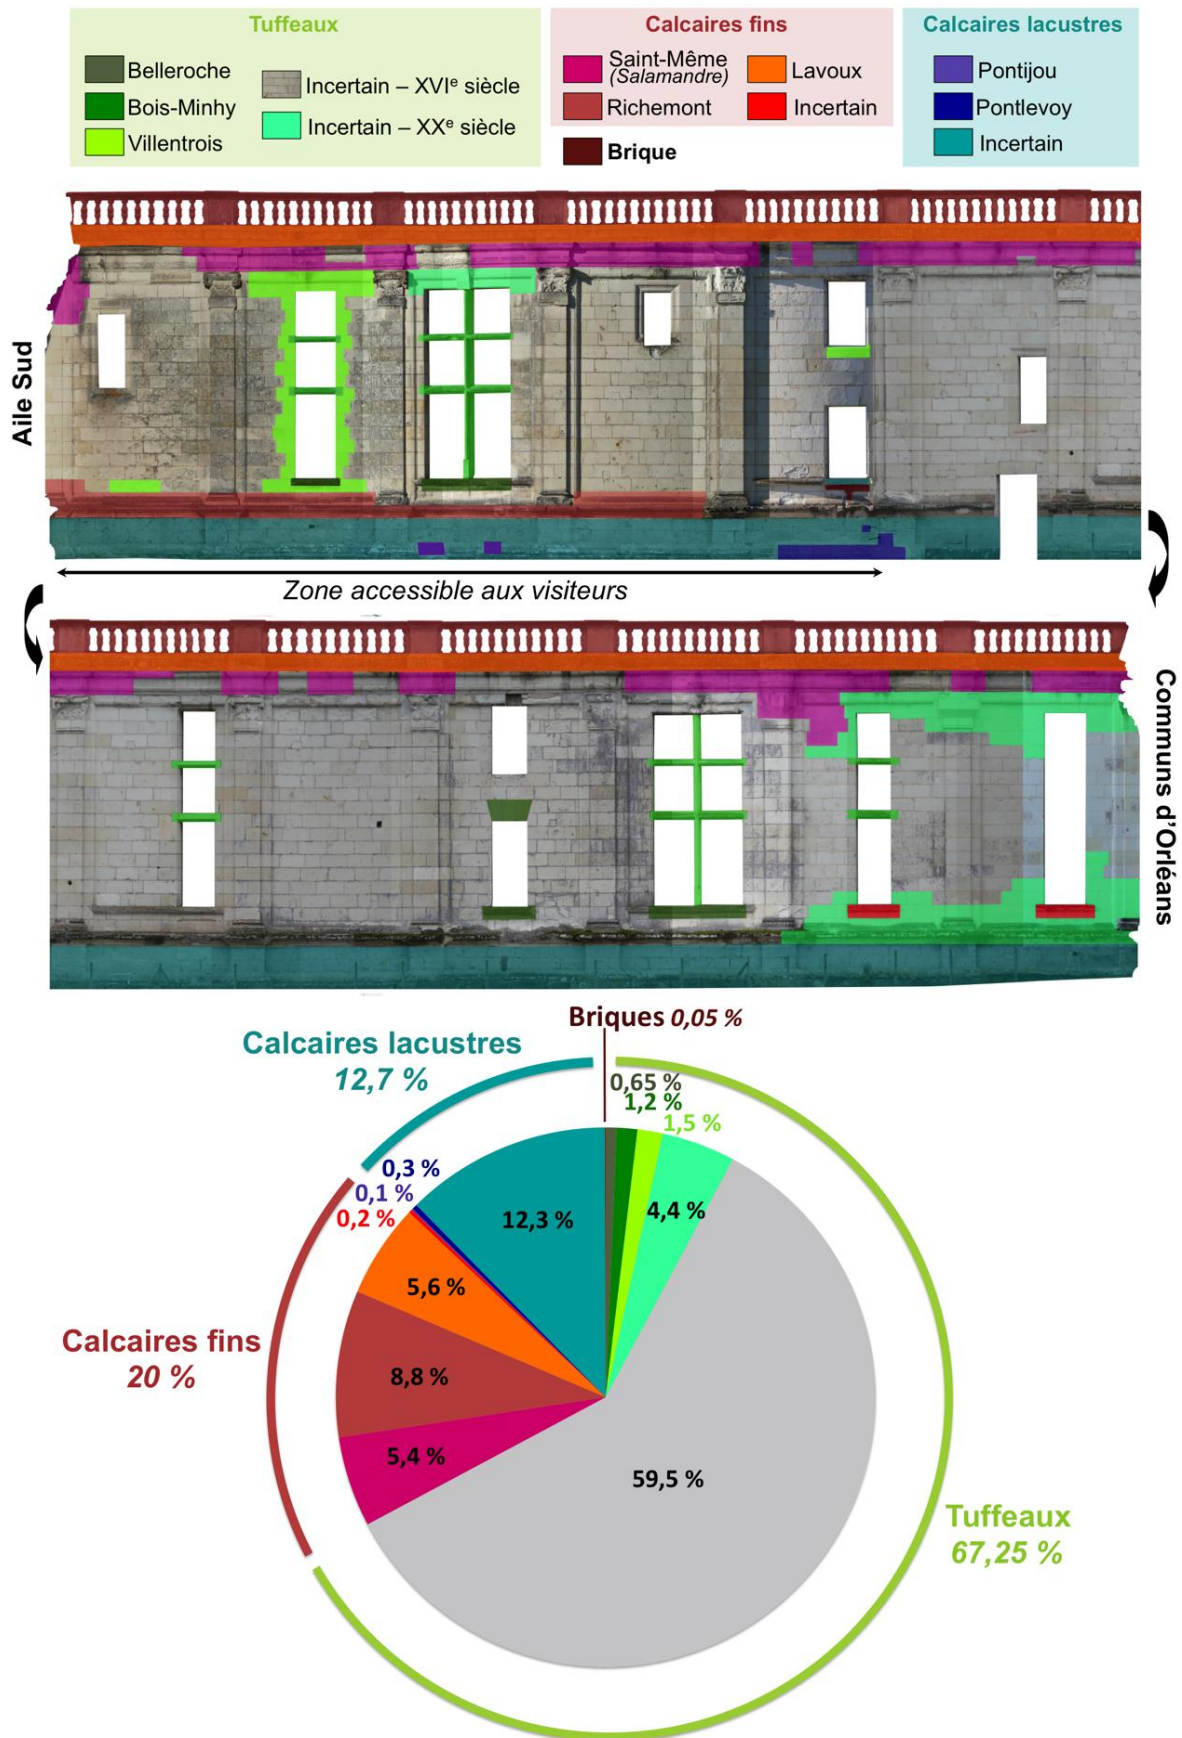 Tuffeaux
Belleroche
Bois-Minhy
Villentrois
Incertain – XVIe siècle
Incertain – XXe siècle
Calcaires fins
Saint-Même
(Salamandre)
Richemont
Lavoux
Incertain
Brique
Calcaires lacustres
Pontijou
Pontlevoy
Incertain
Aile Sud
Zone accessible aux visiteurs
Communs d'Orléans
Briques 0,05 %
Calcaires lacustres
12,7 %
0,65 %
1,2 %
1,5 %
0,3 %
0,1 %
0,2 %
12,3 %
4,4 %
5,6 %
Calcaires fins
20 %
8,8 %
5,4 %
59,5 %
Tuffeaux
67,25 %